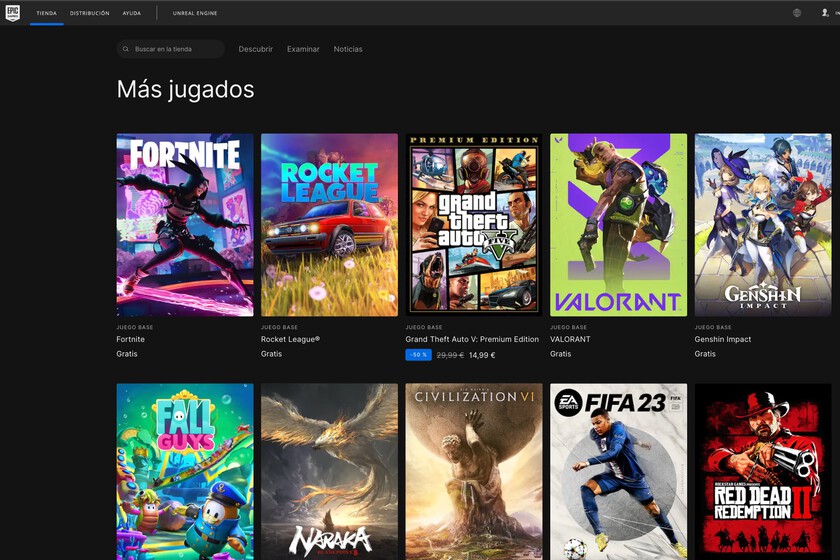 EPIC
GAMES
TIENDA
DISTRIBUCIÓN
AYUDA
UNREAL ENGINE
IN
Buscar en la tienda
Descubrir
Examinar
Noticias
Más jugados
FORTNITE
ROCKET
LEAGUE
PREMIUM EDITION
grand
theft
auto
V
FIVE
VALORANT
GENSHIN
IMPACT
JUEGO BASE
Fortnite
Gratis
JUEGO BASE
Rocket League®
Gratis
JUEGO BASE
Grand Theft Auto V: Premium Edition
-50 %
29,99 €
14,99 €
JUEGO BASE
VALORANT
Gratis
JUEGO BASE
Genshin Impact
Gratis
FALL
GUYS
NARAKA
CIVILIZATION VI
EA
SPORTS
FIFA 23
FIFA
ROCKSTAR GAMES PRESENTS
RED DEAD
REDEMPTION II